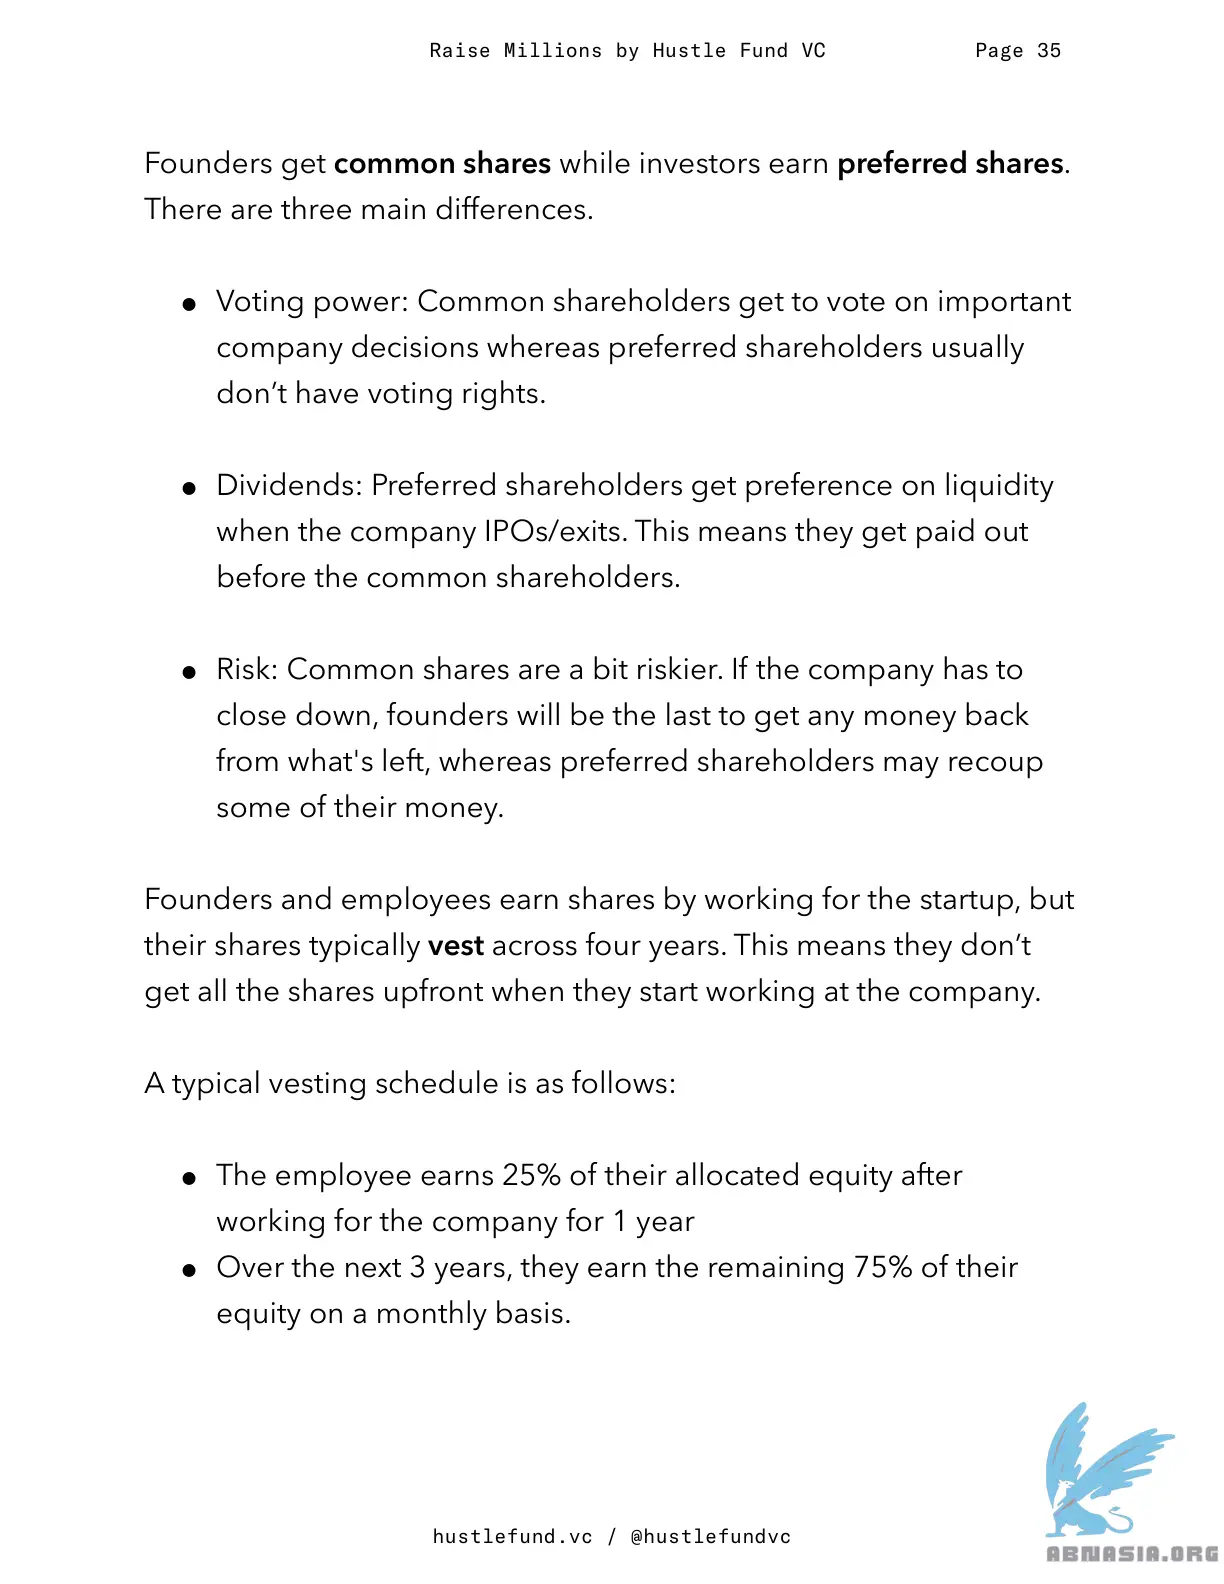 Raise Millions by Hustle Fund VC Page 35
Founders get common shares while investors earn preferred shares.
There are three main differences.
● Voting power: Common shareholders get to vote on important
company decisions whereas preferred shareholders usually
don’t have voting rights.
● Dividends: Preferred shareholders get preference on liquidity
when the company IPOs/exits. This means they get paid out
before the common shareholders.
● Risk: Common shares are a bit riskier. If the company has to
close down, founders will be the last to get any money back
from what's left, whereas preferred shareholders may recoup
some of their money.
Founders and employees earn shares by working for the startup, but
their shares typically vest across four years. This means they don’t
get all the shares upfront when they start working at the company.
A typical vesting schedule is as follows:
● The employee earns 25% of their allocated equity after
working for the company for 1 year
● Over the next 3 years, they earn the remaining 75% of their
equity on a monthly basis.
hustlefund.vc / @hustlefundvc
ABNASIA.ORG